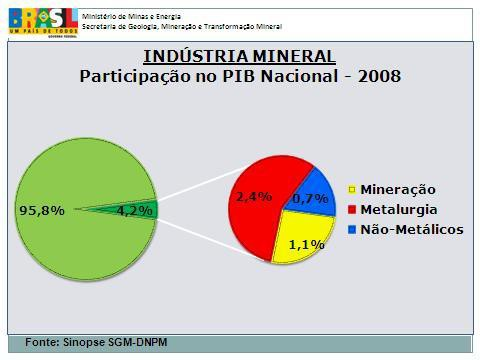 BRASIL
UM PAÍS DE TODOS
GOVERNO FEDERAL
Ministério de Minas e Energia
Secretaria de Geologia, Mineração e Transformação Mineral
INDÚSTRIA MINERAL
Participação no PIB Nacional - 2008
95,8%
4,2%
2,4%
0,7%
1,1%
Mineração
Metalurgia
Não-Metálicos
Fonte: Sinopse SGM-DNPM